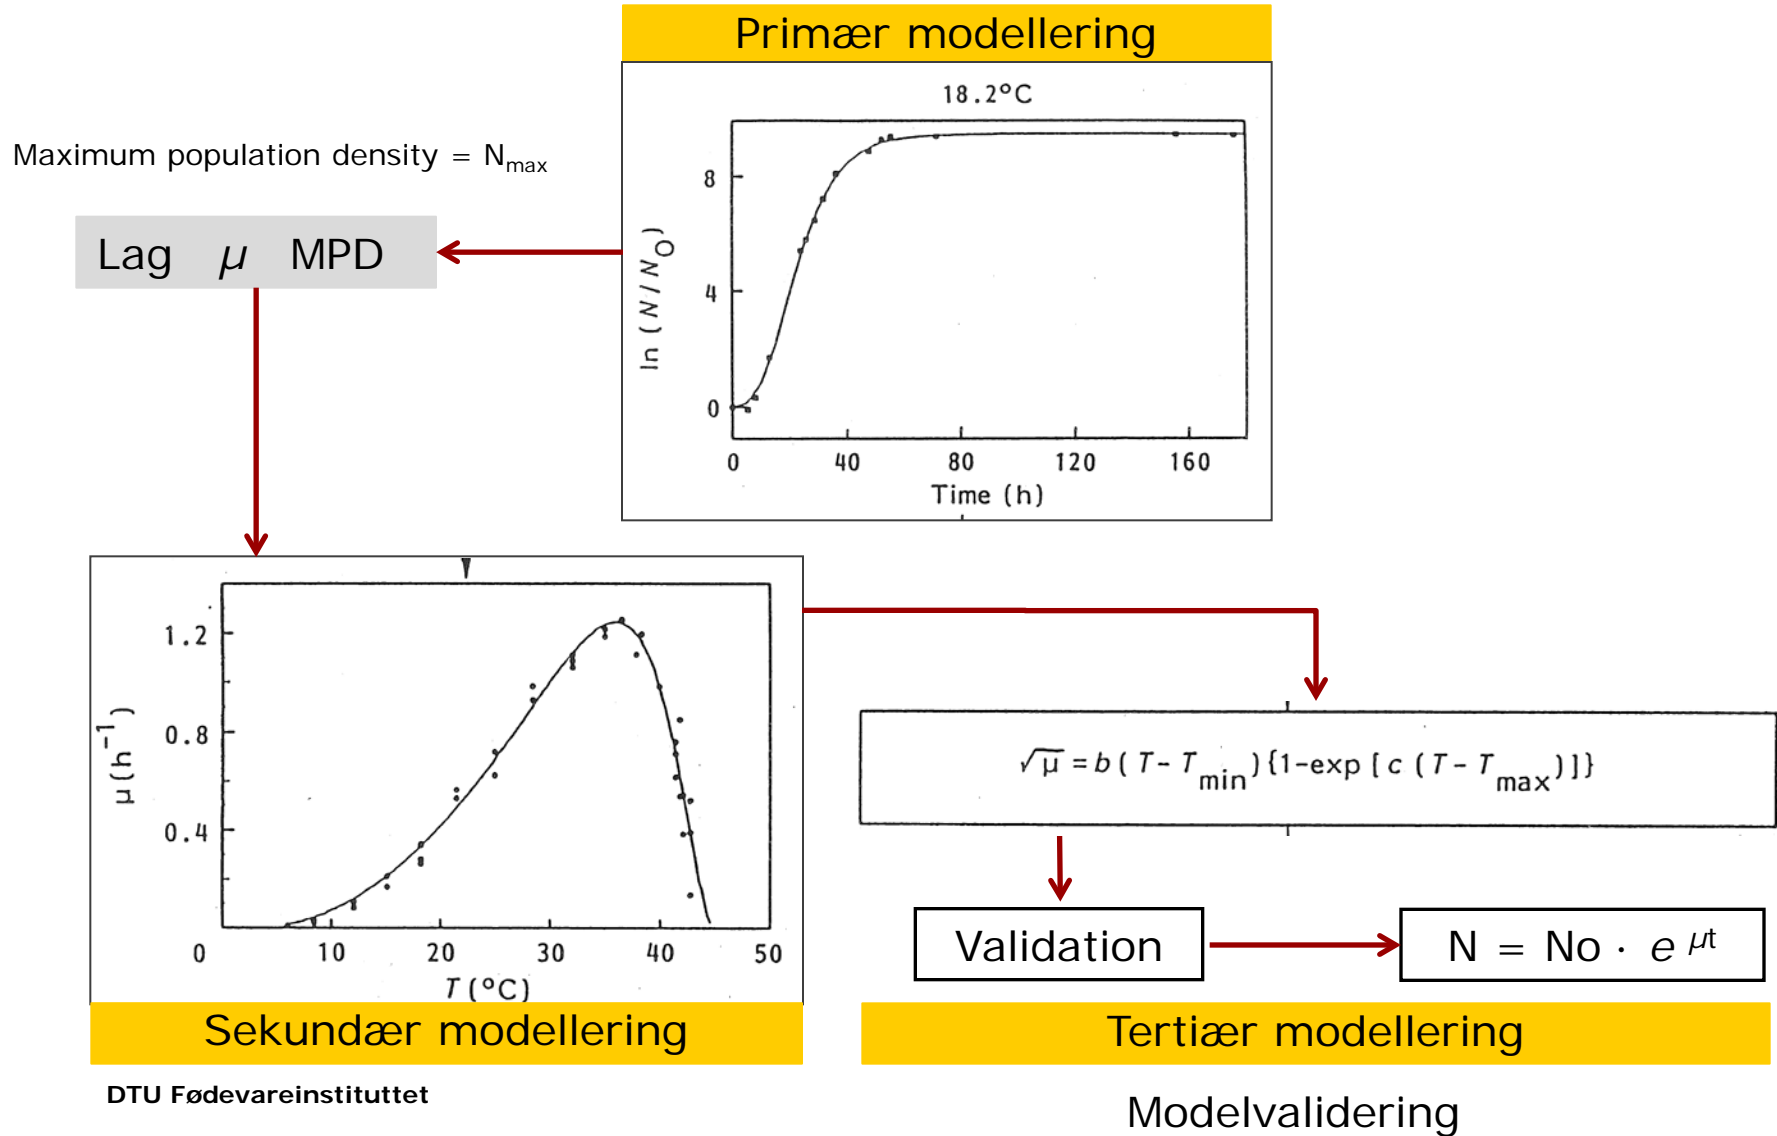 Primær modellering
18.2°C
Maximum population density = Nmax
8
Lag μ MPD
ln (N/NO)
4
0
0 40 80 120 160
Time (h)
1.2
0.8
μ(h⁻¹)
0.4
0 10 20 30 40 50
T (°C)
√μ = b ( T- Tmin) {1-exp [ c (T- Tmax)]}
Validation
N = No · e μt
Sekundær modellering
Tertiær modellering
DTU Fødevareinstituttet
Modelvalidering